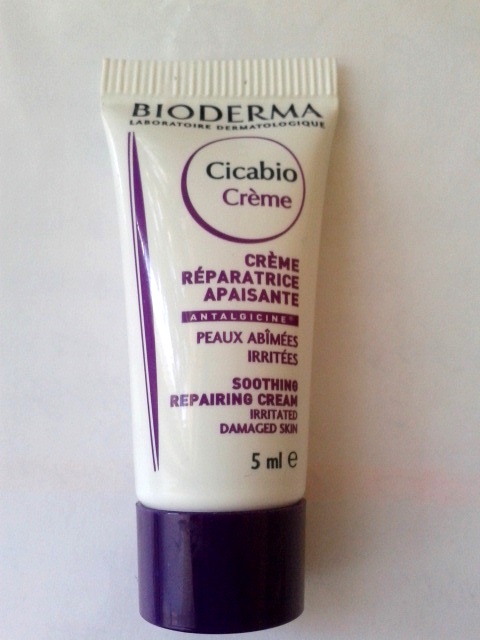 BIODERMA
LABORATOIRE DERMATOLOGIQUE
Cicabio
Crème
CRÈME
RÉPARATRICE
APAISANTE
ANTALGICINE®
PEAUX ABÎMÉES
IRRITÉES
SOOTHING
REPAIRING CREAM
IRRITATED
DAMAGED SKIN
5 ml ℮